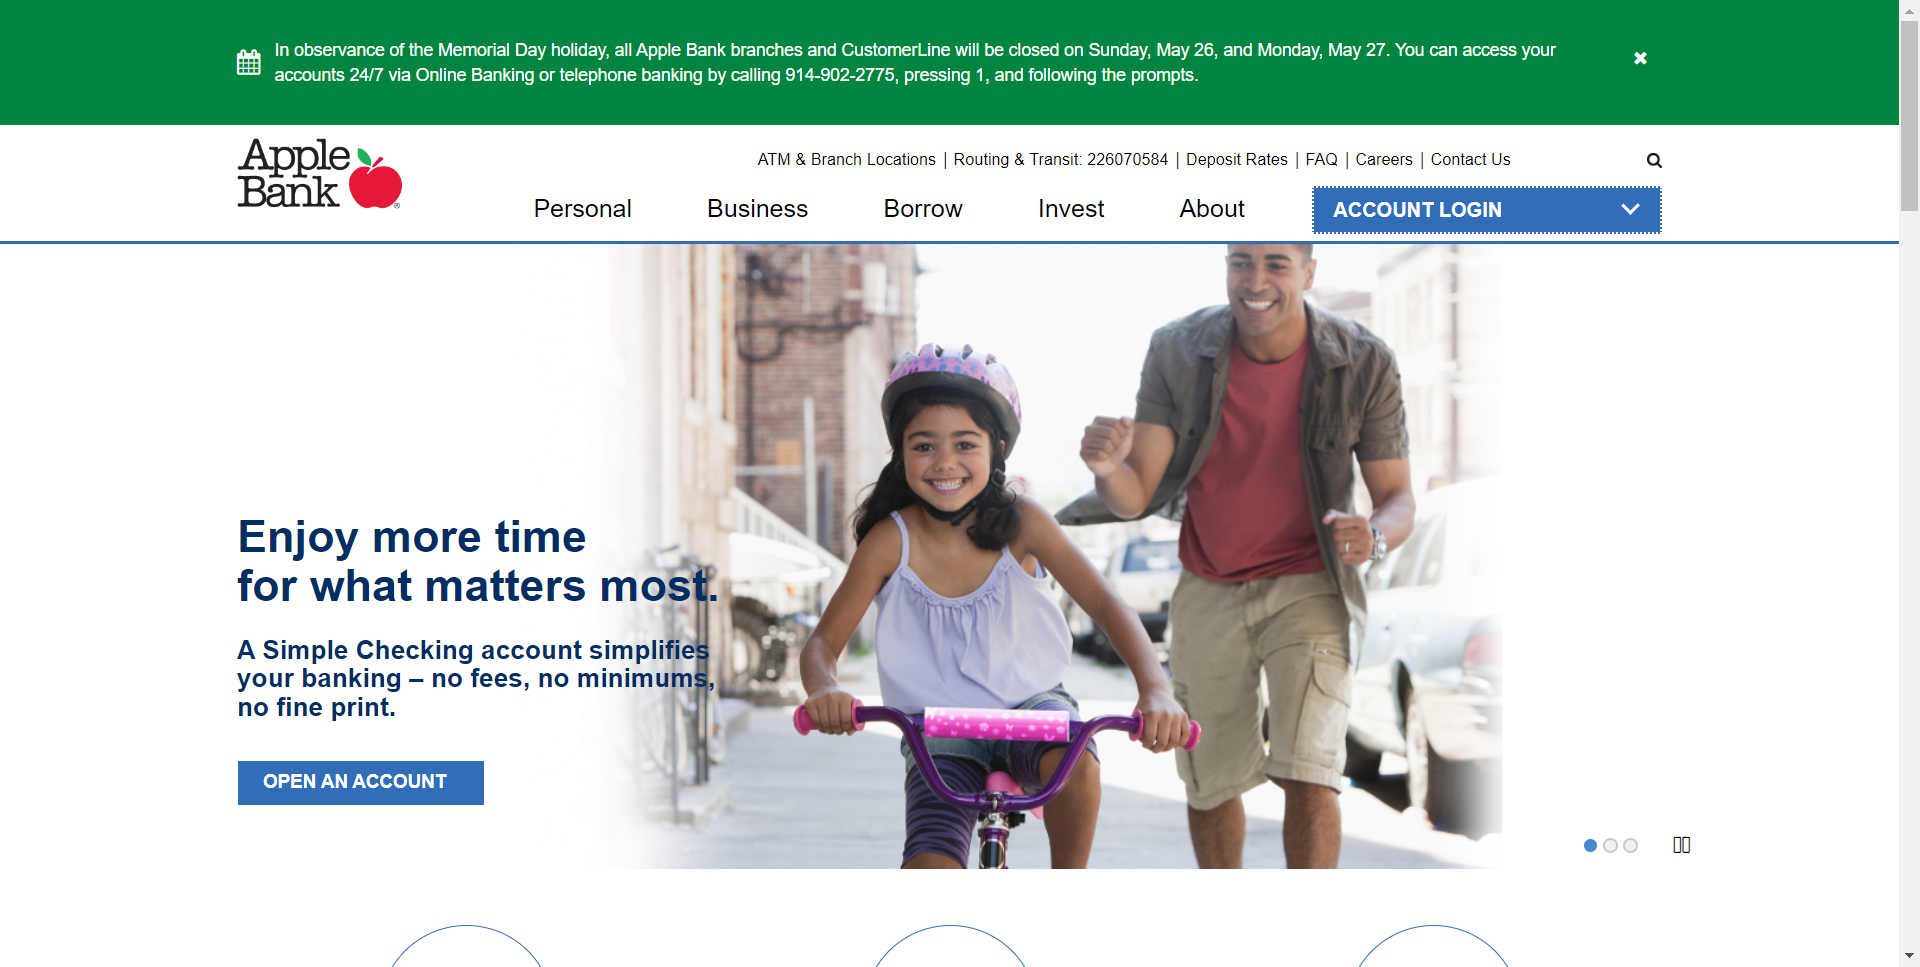 In observance of the Memorial Day holiday, all Apple Bank branches and CustomerLine will be closed on Sunday, May 26, and Monday, May 27. You can access your
accounts 24/7 via Online Banking or telephone banking by calling 914-902-2775, pressing 1, and following the prompts.
Apple
Bank
ATM & Branch Locations | Routing & Transit: 226070584 | Deposit Rates | FAQ | Careers | Contact Us
Personal Business Borrow Invest About ACCOUNT LOGIN
Enjoy more time
for what matters most.
A Simple Checking account simplifies
your banking – no fees, no minimums,
no fine print.
OPEN AN ACCOUNT